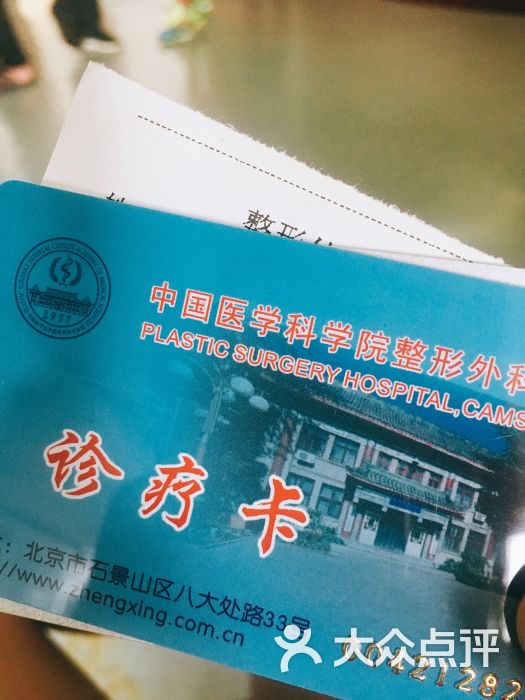 整形
中国医学科学院整形外科
PLASTIC SURGERY HOSPITAL, CAMS
1957
诊疗卡
：北京市石景山区八大处路33号
//www.zhengxing.com.cn
大众点评